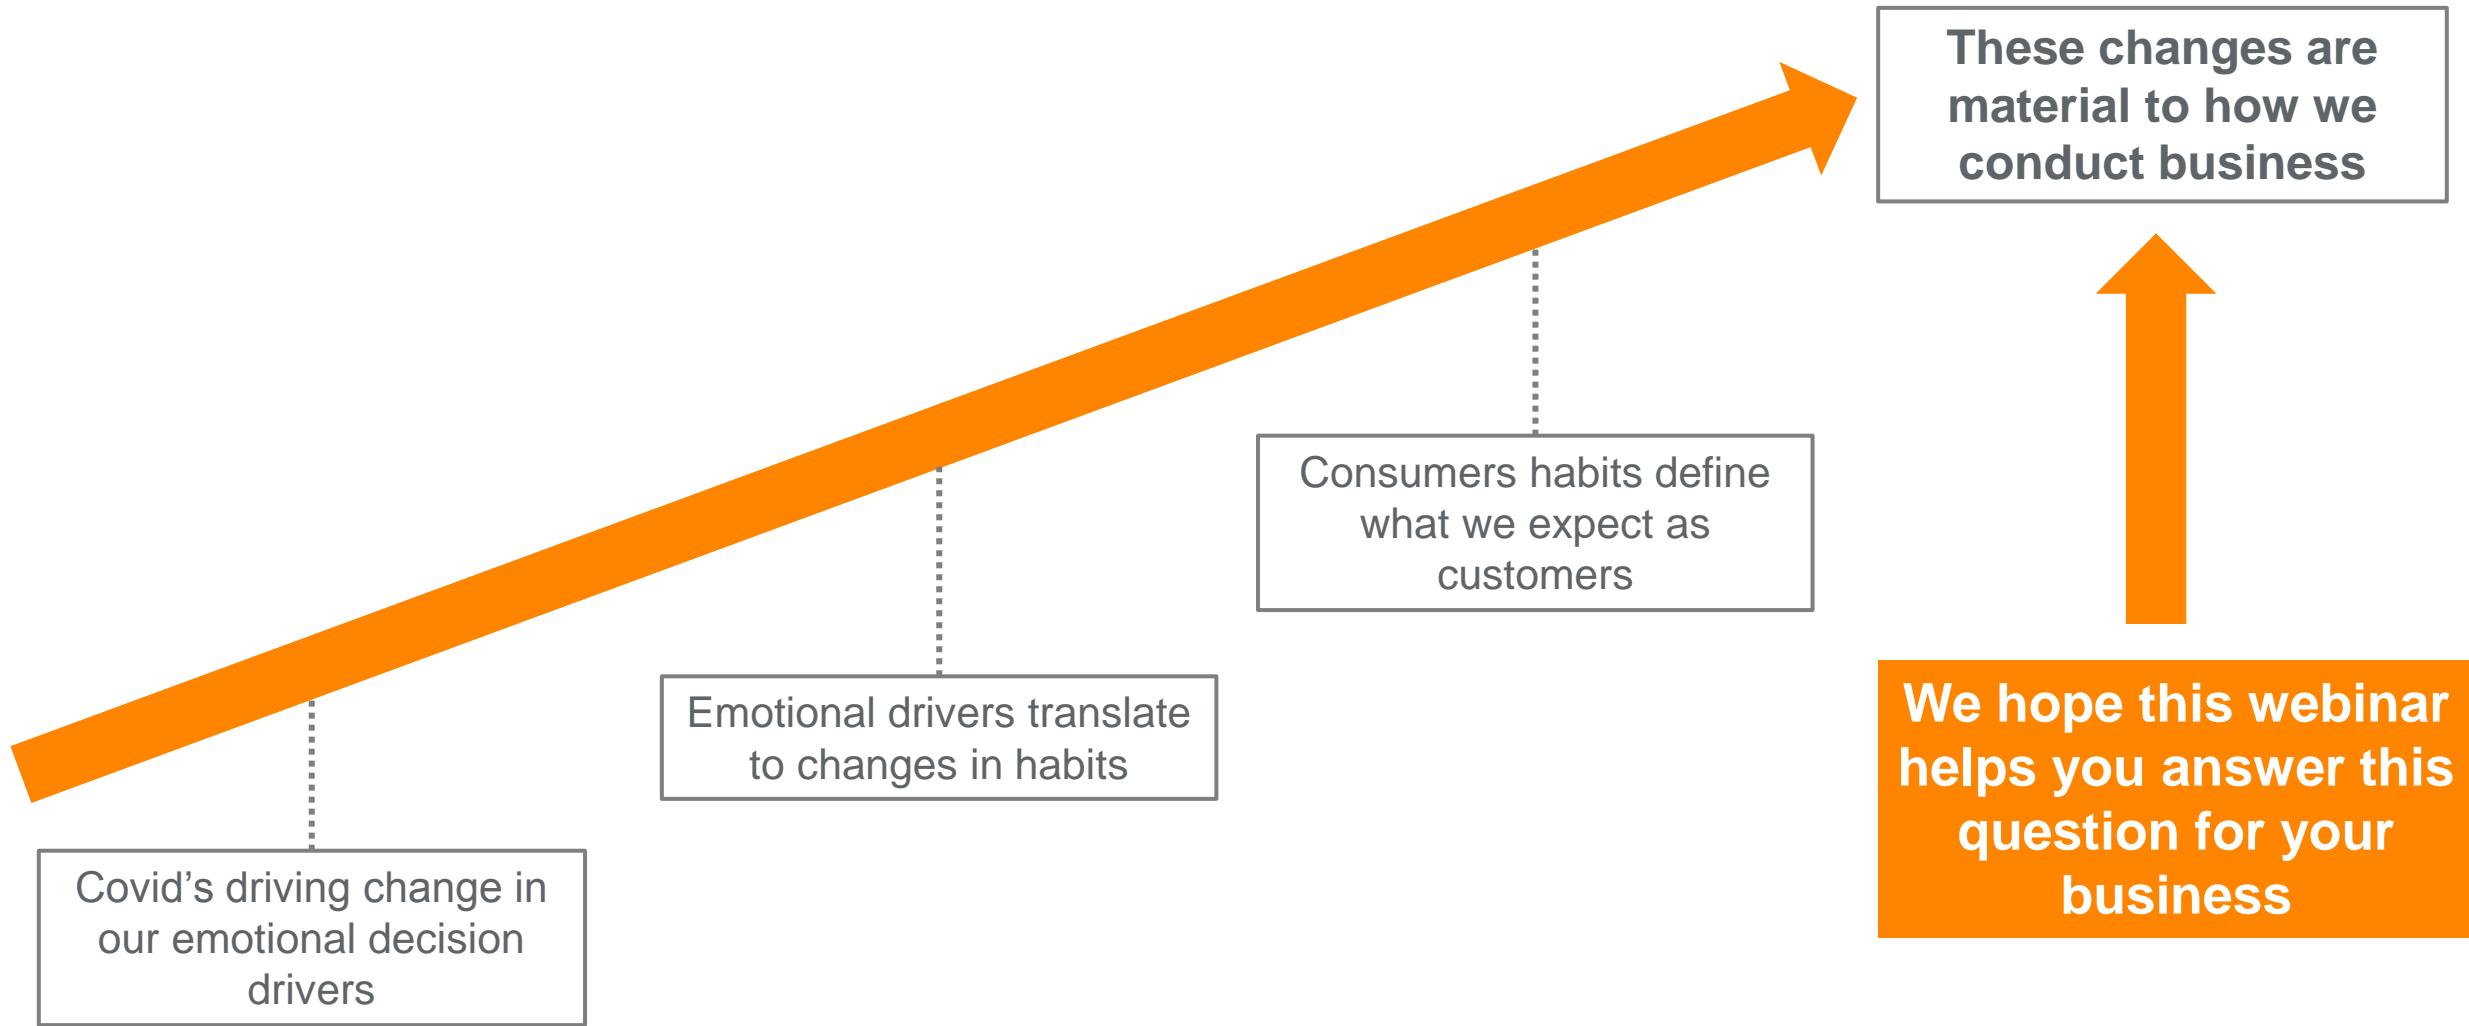 These changes are
material to how we
conduct business
Consumers habits define
what we expect as
customers
Emotional drivers translate
to changes in habits
We hope this webinar
helps you answer this
question for your
business
Covid’s driving change in
our emotional decision
drivers